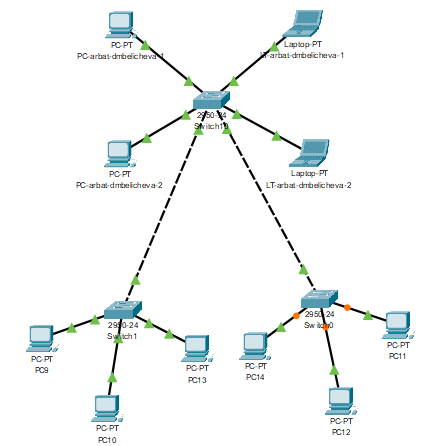 PC-PT
PC-arbat-dmbelicheva-1
Laptop-PT
LT-arbat-dmbelicheva-1
2950-24
PC-PT
PC-arbat-dmbelicheva-2
Laptop-PT
LT-arbat-dmbelicheva-2
2950-24
Switch1
2950-24
PC-PT
PC9
PC-PT
PC13
PC-PT
PC14
PC-PT
PC11
PC-PT
PC10
PC-PT
PC12